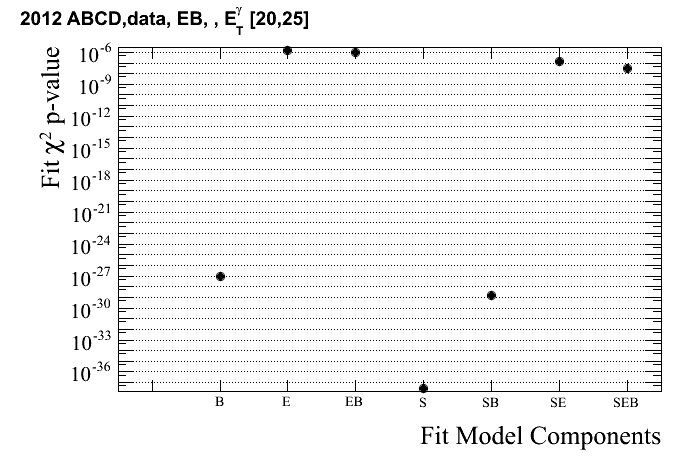 2012 ABCD,data, EB, , E_T^γ [20,25]
Fit χ² p-value
10⁻⁶
10⁻⁹
10⁻¹²
10⁻¹⁵
10⁻¹⁸
10⁻²¹
10⁻²⁴
10⁻²⁷
10⁻³⁰
10⁻³³
10⁻³⁶
B E EB S SB SE SEB
Fit Model Components